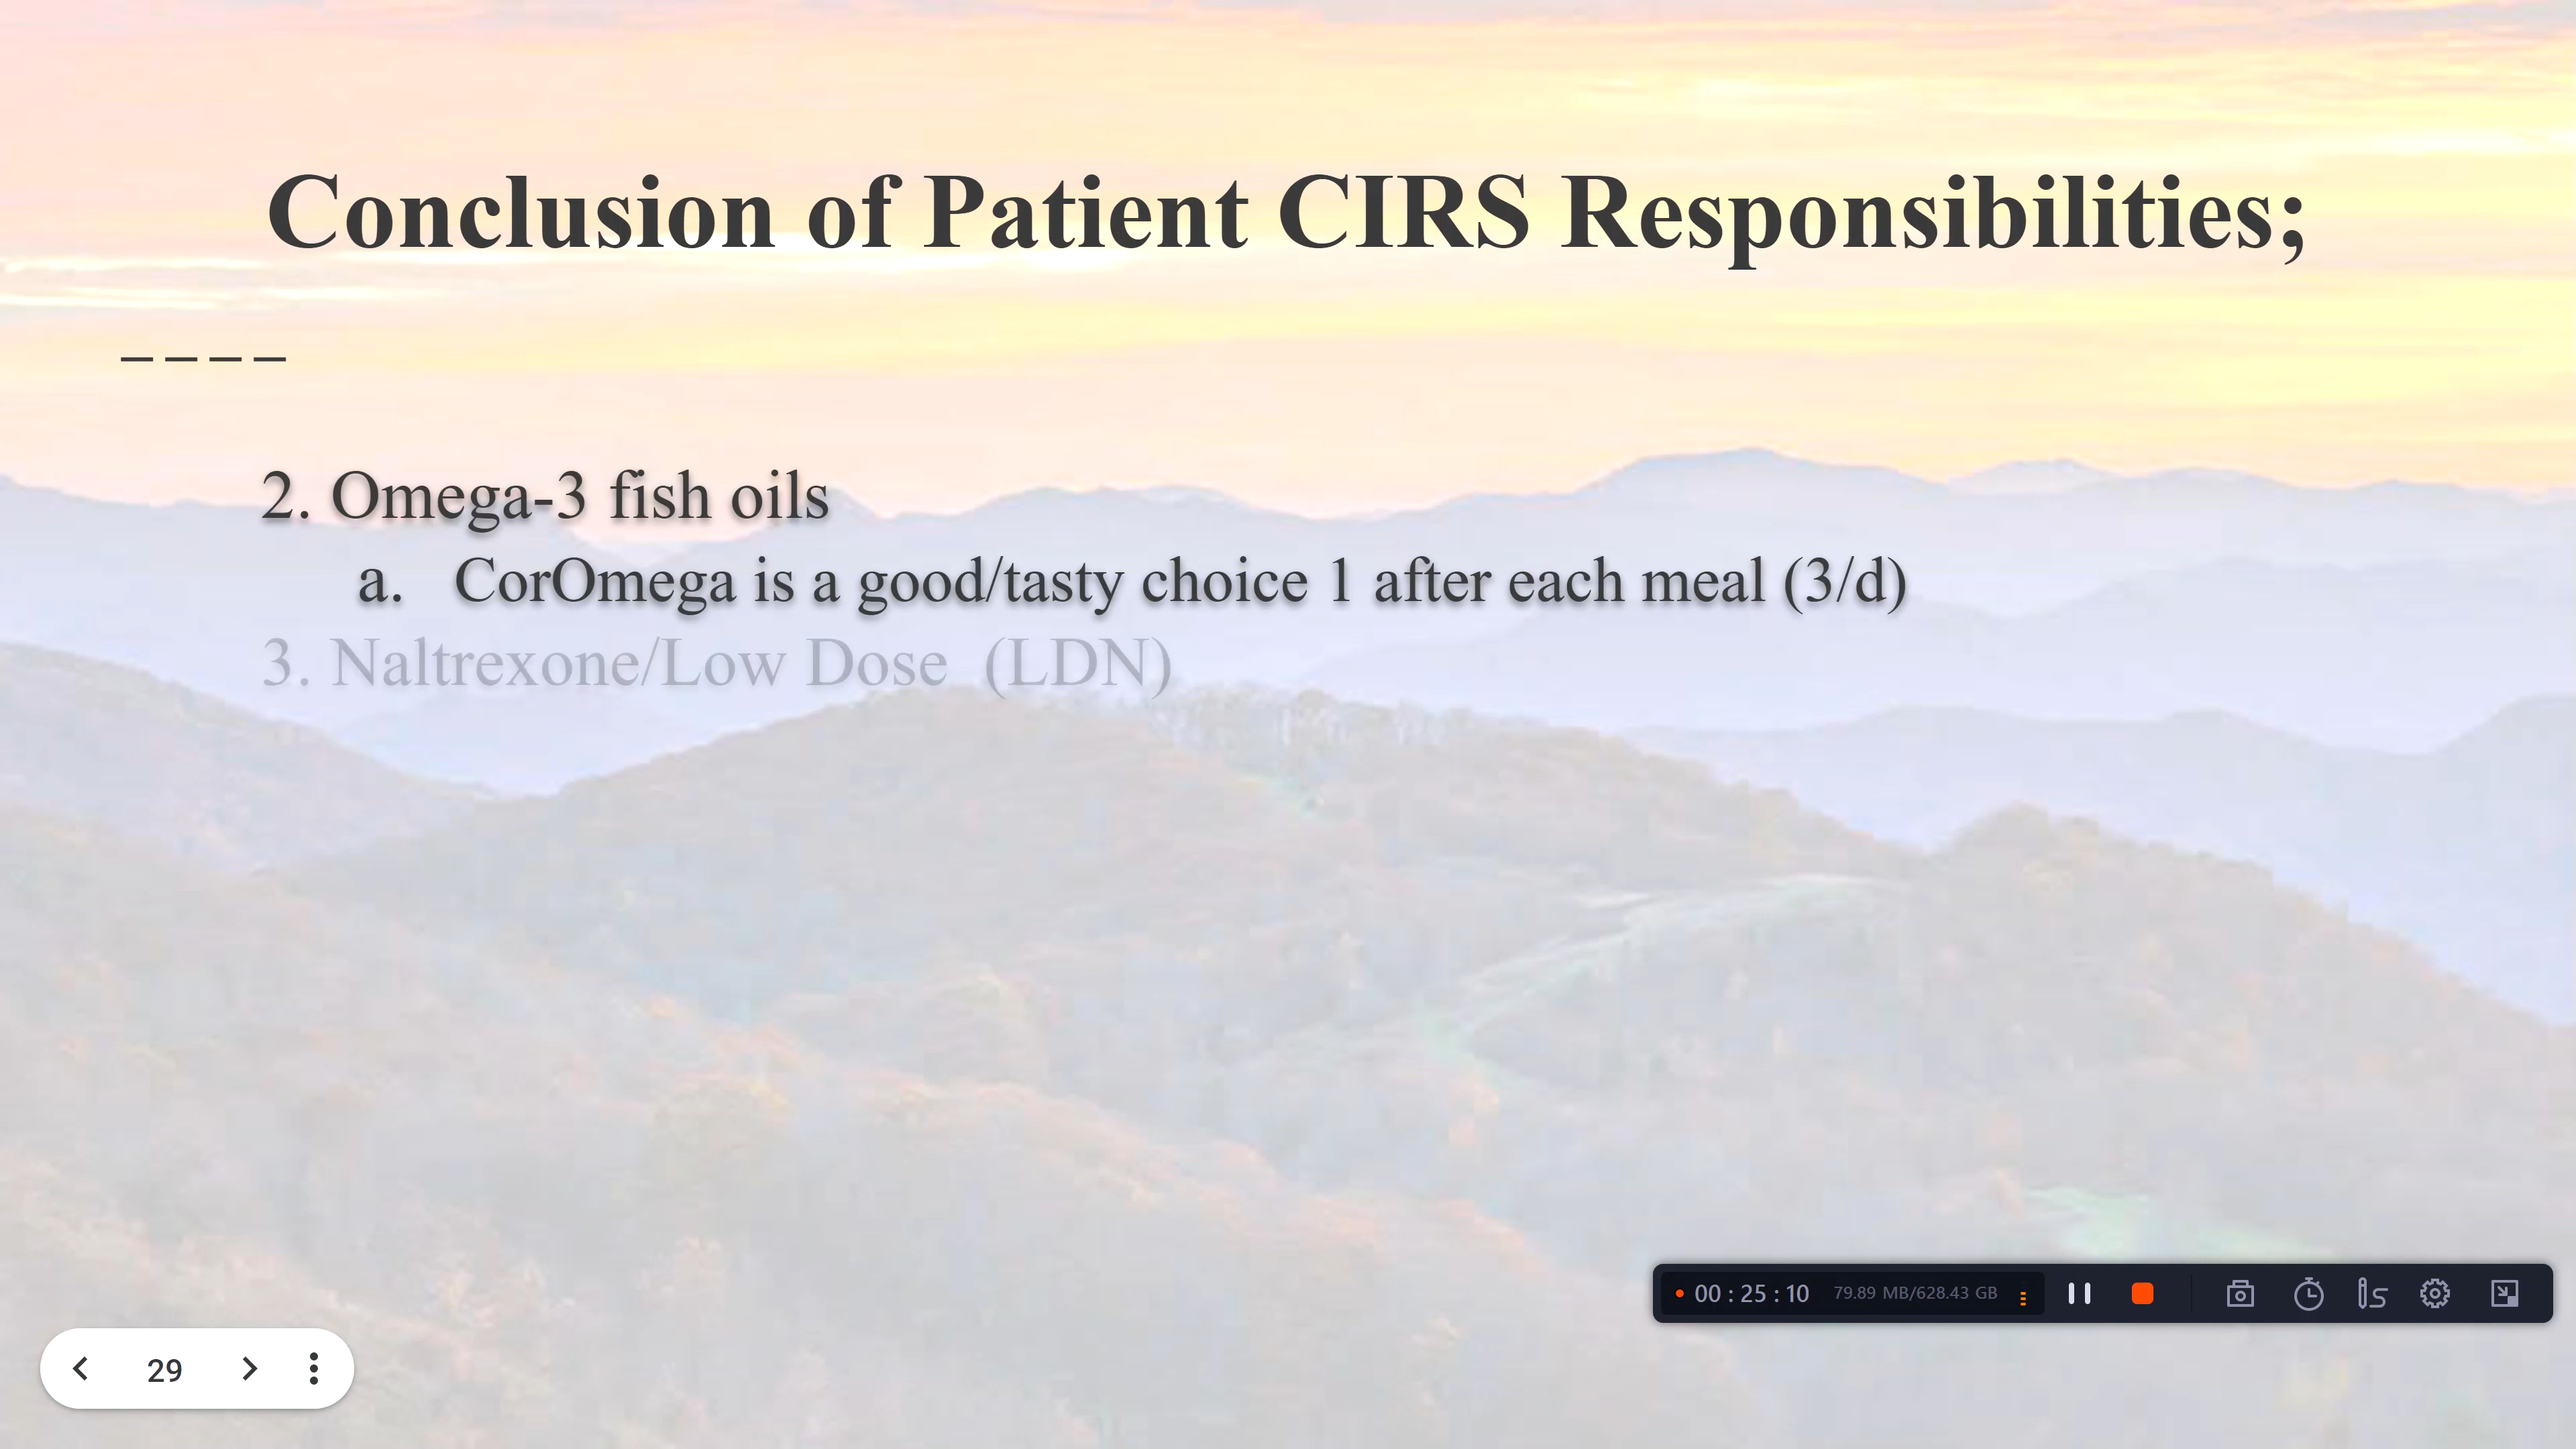 Conclusion of Patient CIRS Responsibilities;
2. Omega-3 fish oils
a. CorOmega is a good/tasty choice 1 after each meal (3/d)
3. Naltrexone/Low Dose (LDN)
00 : 25 : 10 79.89 MB/628.43 GB
29